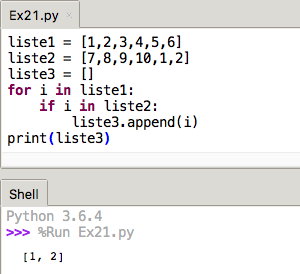 Ex21.py
liste1 = [1,2,3,4,5,6]
liste2 = [7,8,9,10,1,2]
liste3 = []
for i in liste1:
    if i in liste2:
        liste3.append(i)
print(liste3)
Shell
Python 3.6.4
>>> %Run Ex21.py
[1, 2]